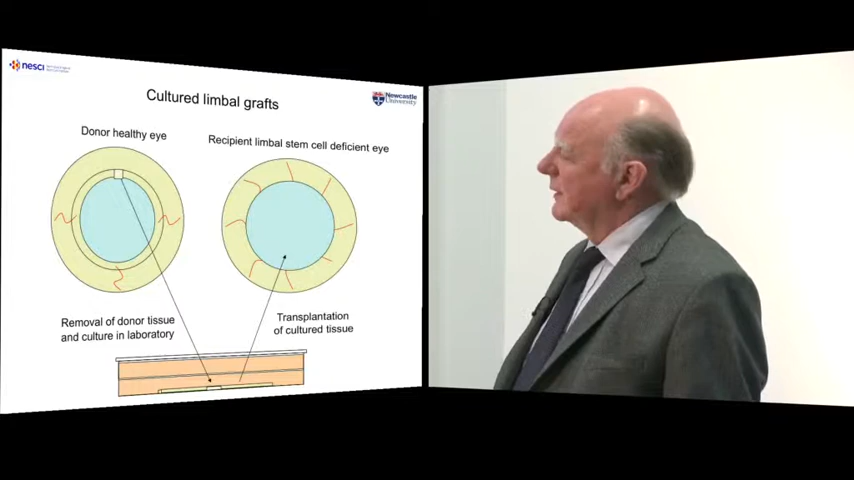 nesci
Cultured limbal grafts
Newcastle
University
Donor healthy eye
Recipient limbal stem cell deficient eye
Removal of donor tissue
and culture in laboratory
Transplantation
of cultured tissue